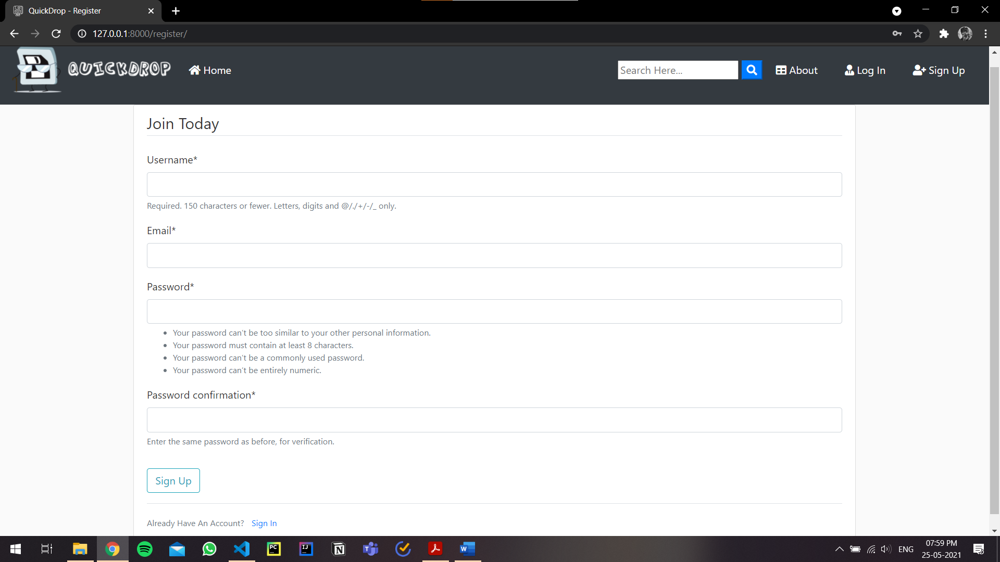 QuickDrop - Register
127.0.0.1:8000/register/
QUICKDROP
Home
Search Here...
About
Log In
Sign Up
Join Today
Username*
Required. 150 characters or fewer. Letters, digits and @/./+/-/_ only.
Email*
Password*
Your password can’t be too similar to your other personal information.
Your password must contain at least 8 characters.
Your password can’t be a commonly used password.
Your password can’t be entirely numeric.
Password confirmation*
Enter the same password as before, for verification.
Sign Up
Already Have An Account? Sign In
PC
IJ
N
T
W
ENG
07:59 PM
25-05-2021